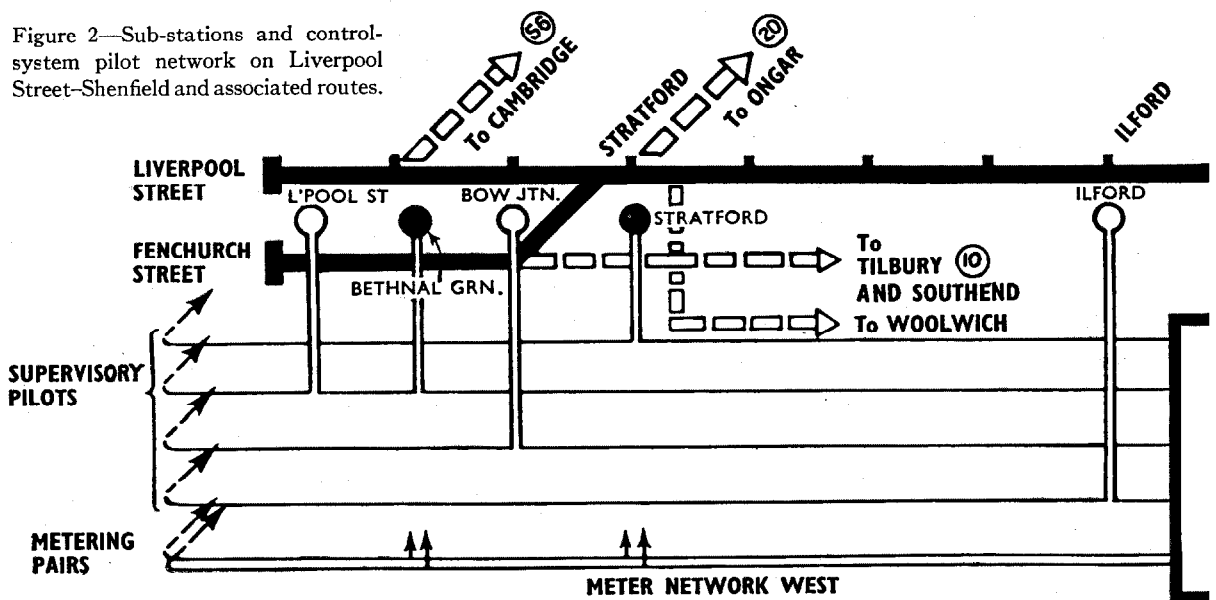 Figure 2—Sub-stations and control-
system pilot network on Liverpool
Street–Shenfield and associated routes.
56
To CAMBRIDGE
20
To ONGAR
STRATFORD
ILFORD
LIVERPOOL
STREET
L'POOL ST
BOW JTN.
STRATFORD
ILFORD
FENCHURCH
STREET
BETHNAL GRN.
To
TILBURY 10
AND SOUTHEND
To WOOLWICH
SUPERVISORY
PILOTS
METERING
PAIRS
METER NETWORK WEST